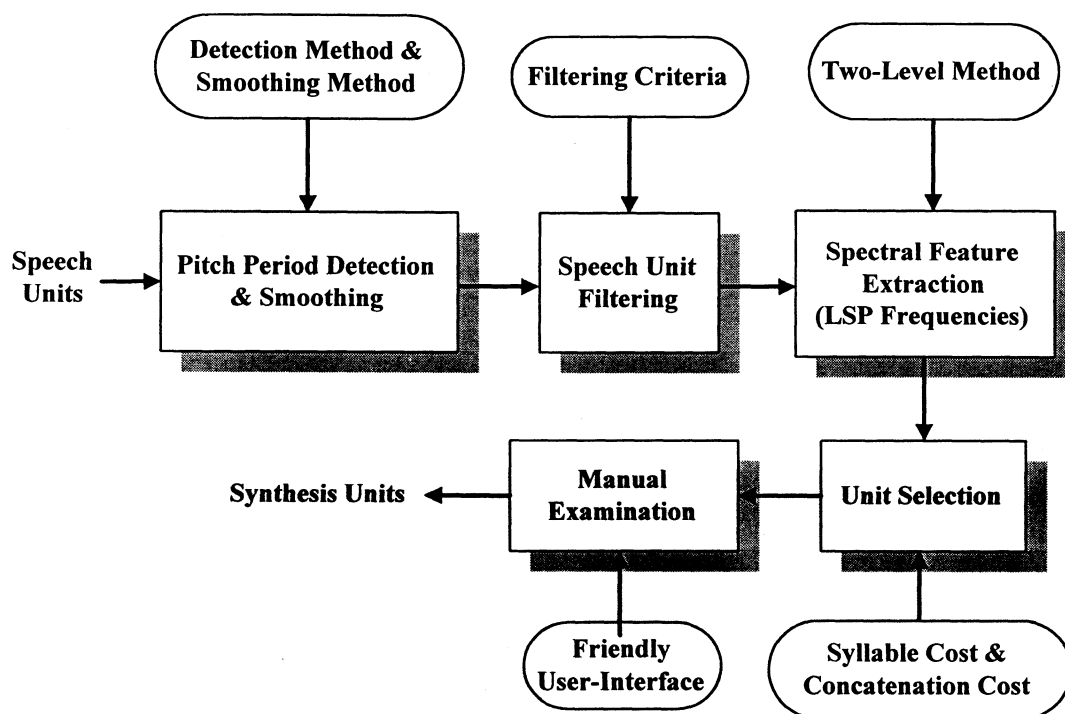 Detection Method &
Smoothing Method
Filtering Criteria
Two-Level Method
Speech
Units
Pitch Period Detection
& Smoothing
Speech Unit
Filtering
Spectral Feature
Extraction
(LSP Frequencies)
Synthesis Units
Manual
Examination
Unit Selection
Friendly
User-Interface
Syllable Cost &
Concatenation Cost